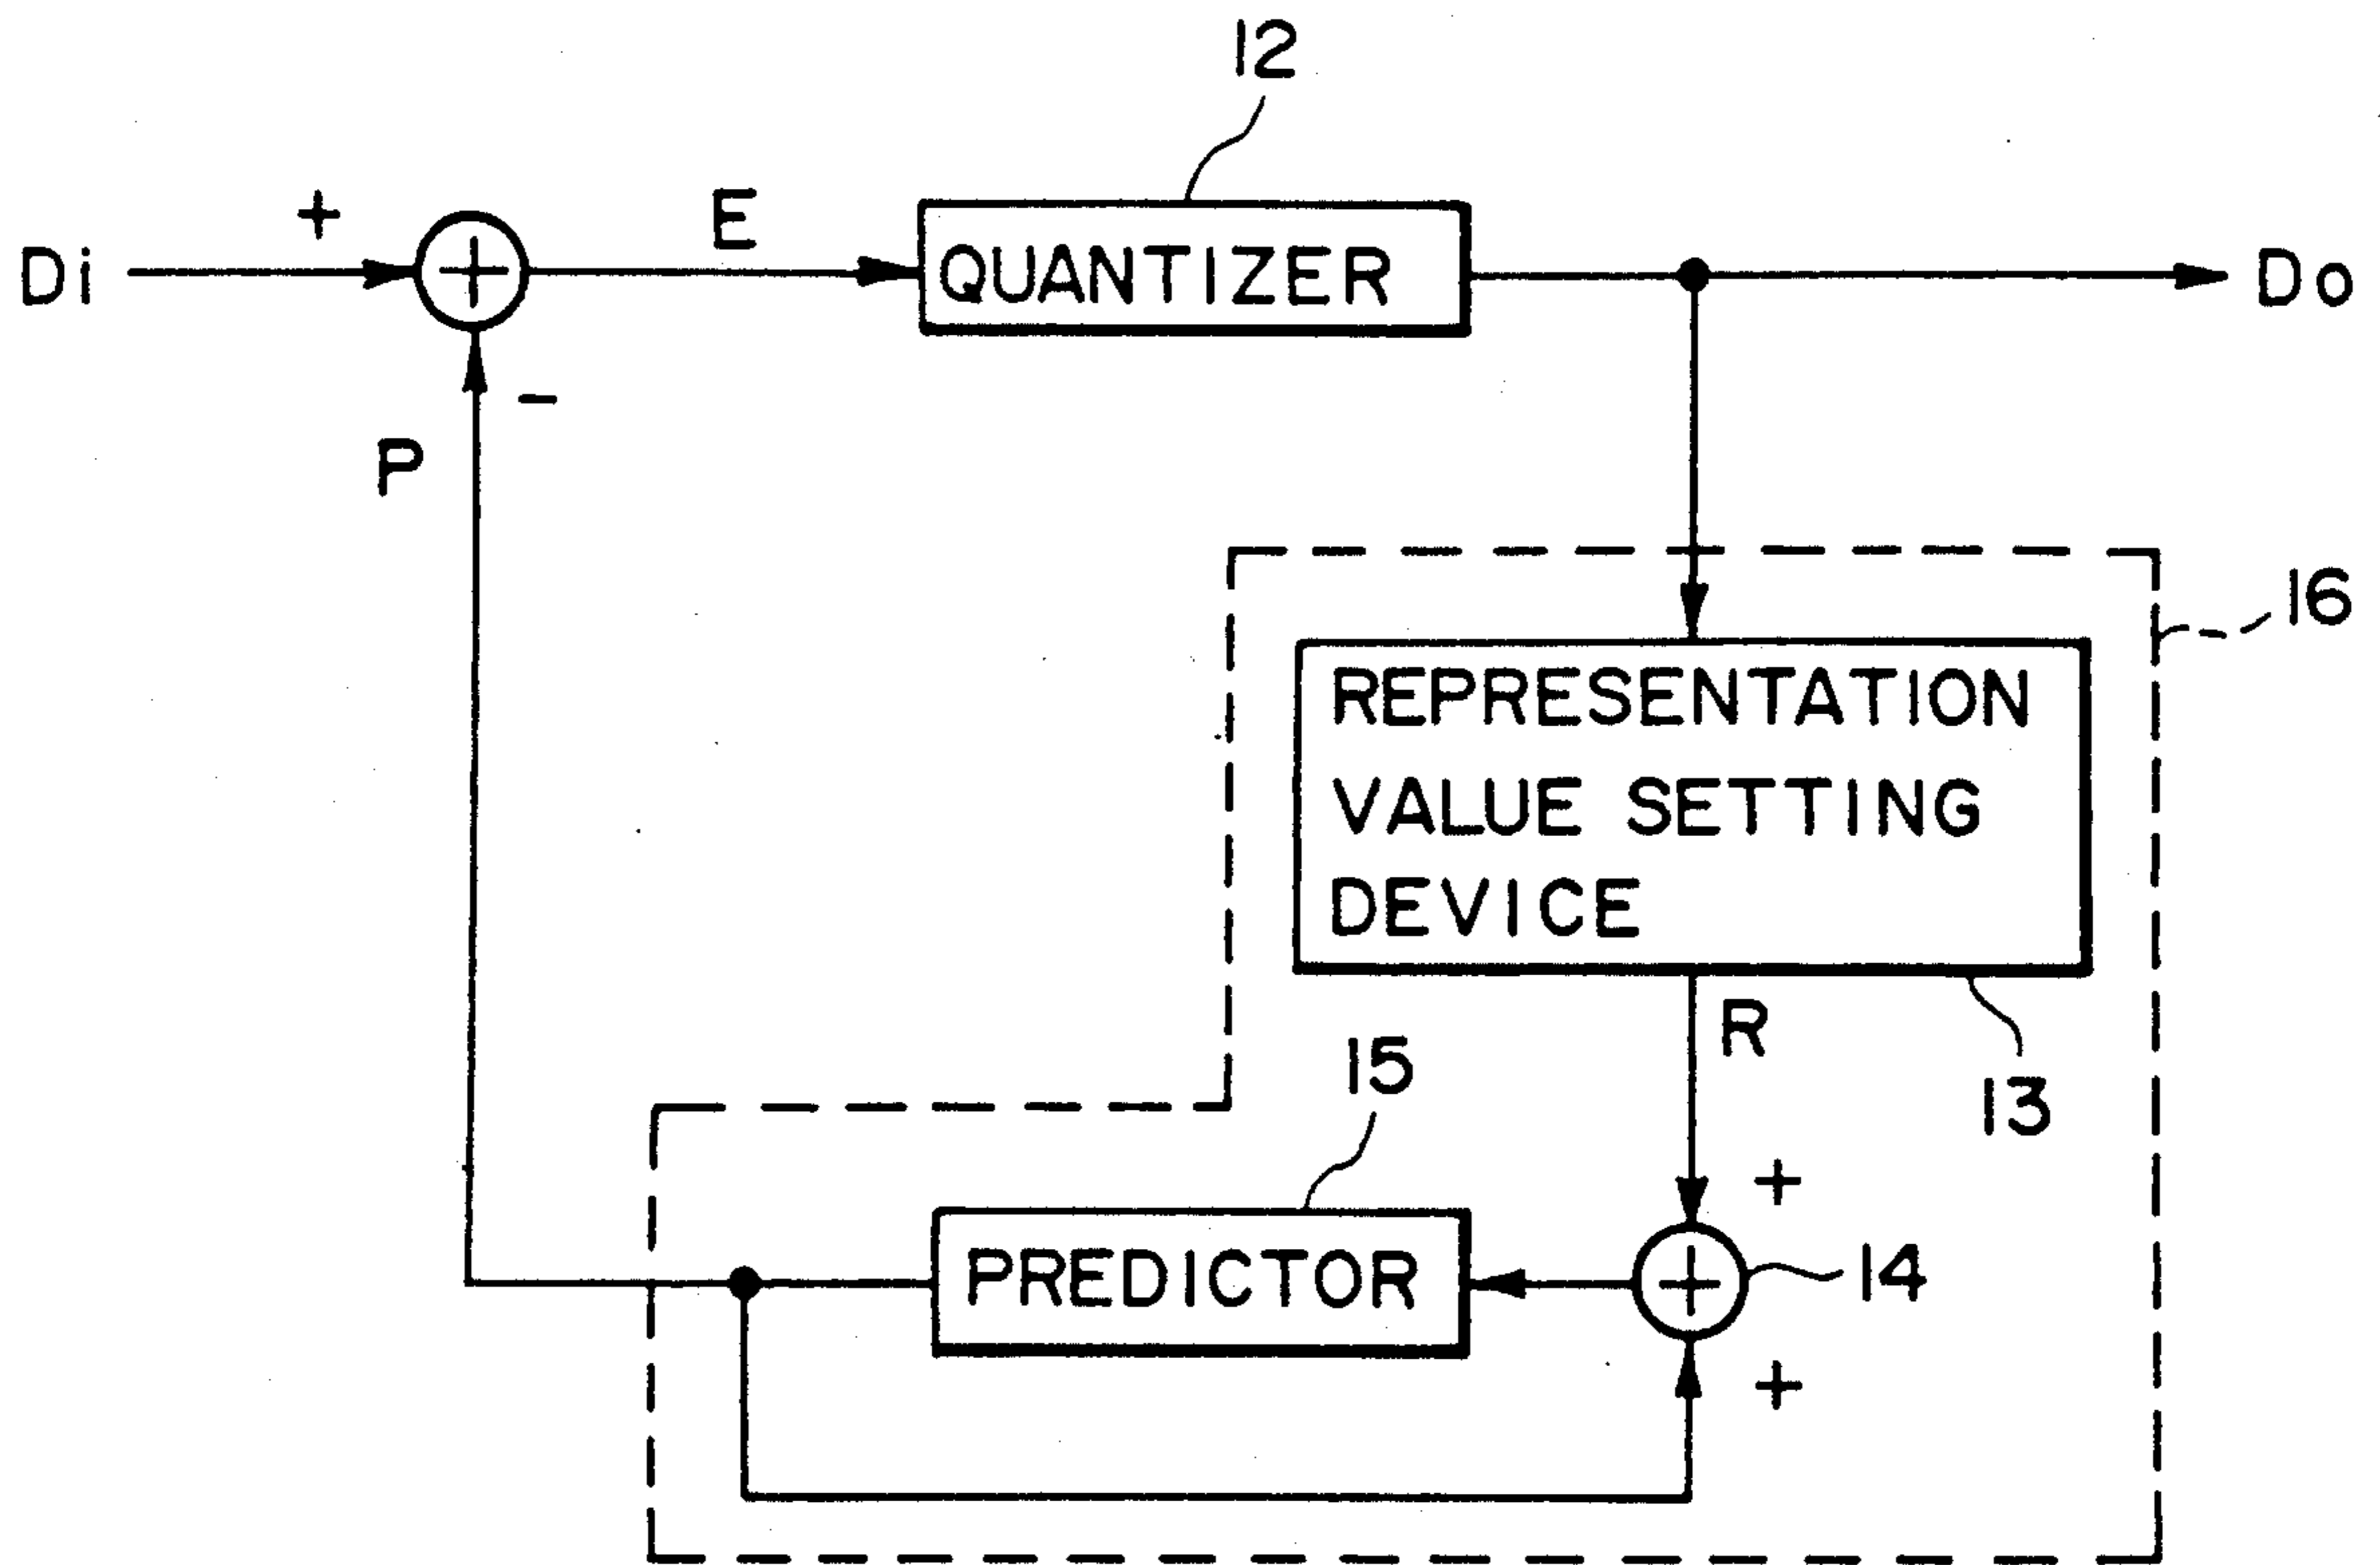 12
+
E
Di
QUANTIZER
Do
-
P
16
REPRESENTATION
VALUE SETTING
DEVICE
R
15
13
+
PREDICTOR
14
+